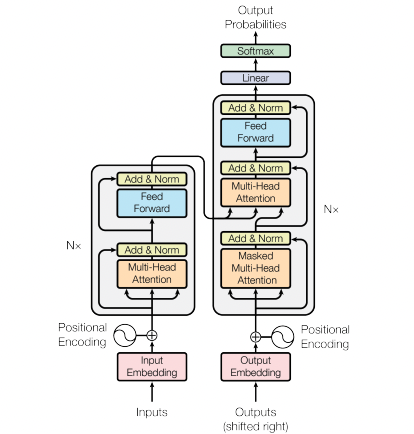 Output
Probabilities
Softmax
Linear
Add & Norm
Feed
Forward
Add & Norm
Multi-Head
Attention
Add & Norm
Masked
Multi-Head
Attention
N×
Add & Norm
Feed
Forward
Add & Norm
Multi-Head
Attention
N×
Positional
Encoding
Positional
Encoding
Input
Embedding
Output
Embedding
Inputs
Outputs
(shifted right)